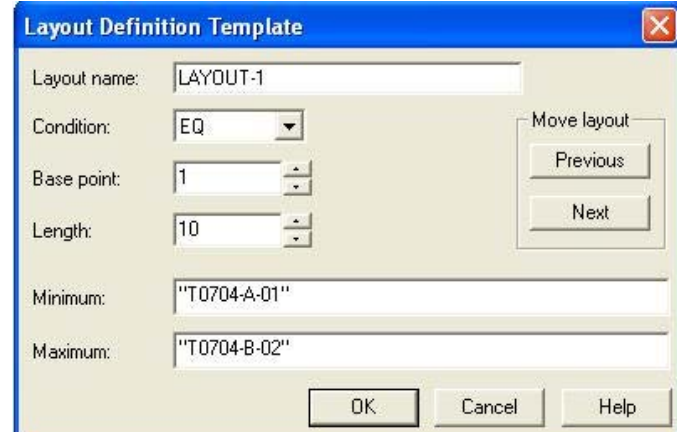 Layout Definition Template
Layout name: LAYOUT-1
Condition: EQ
Move layout
Base point: 1
Previous
Length: 10
Next
Minimum: "T0704-A-01"
Maximum: "T0704-B-02"
OK Cancel Help